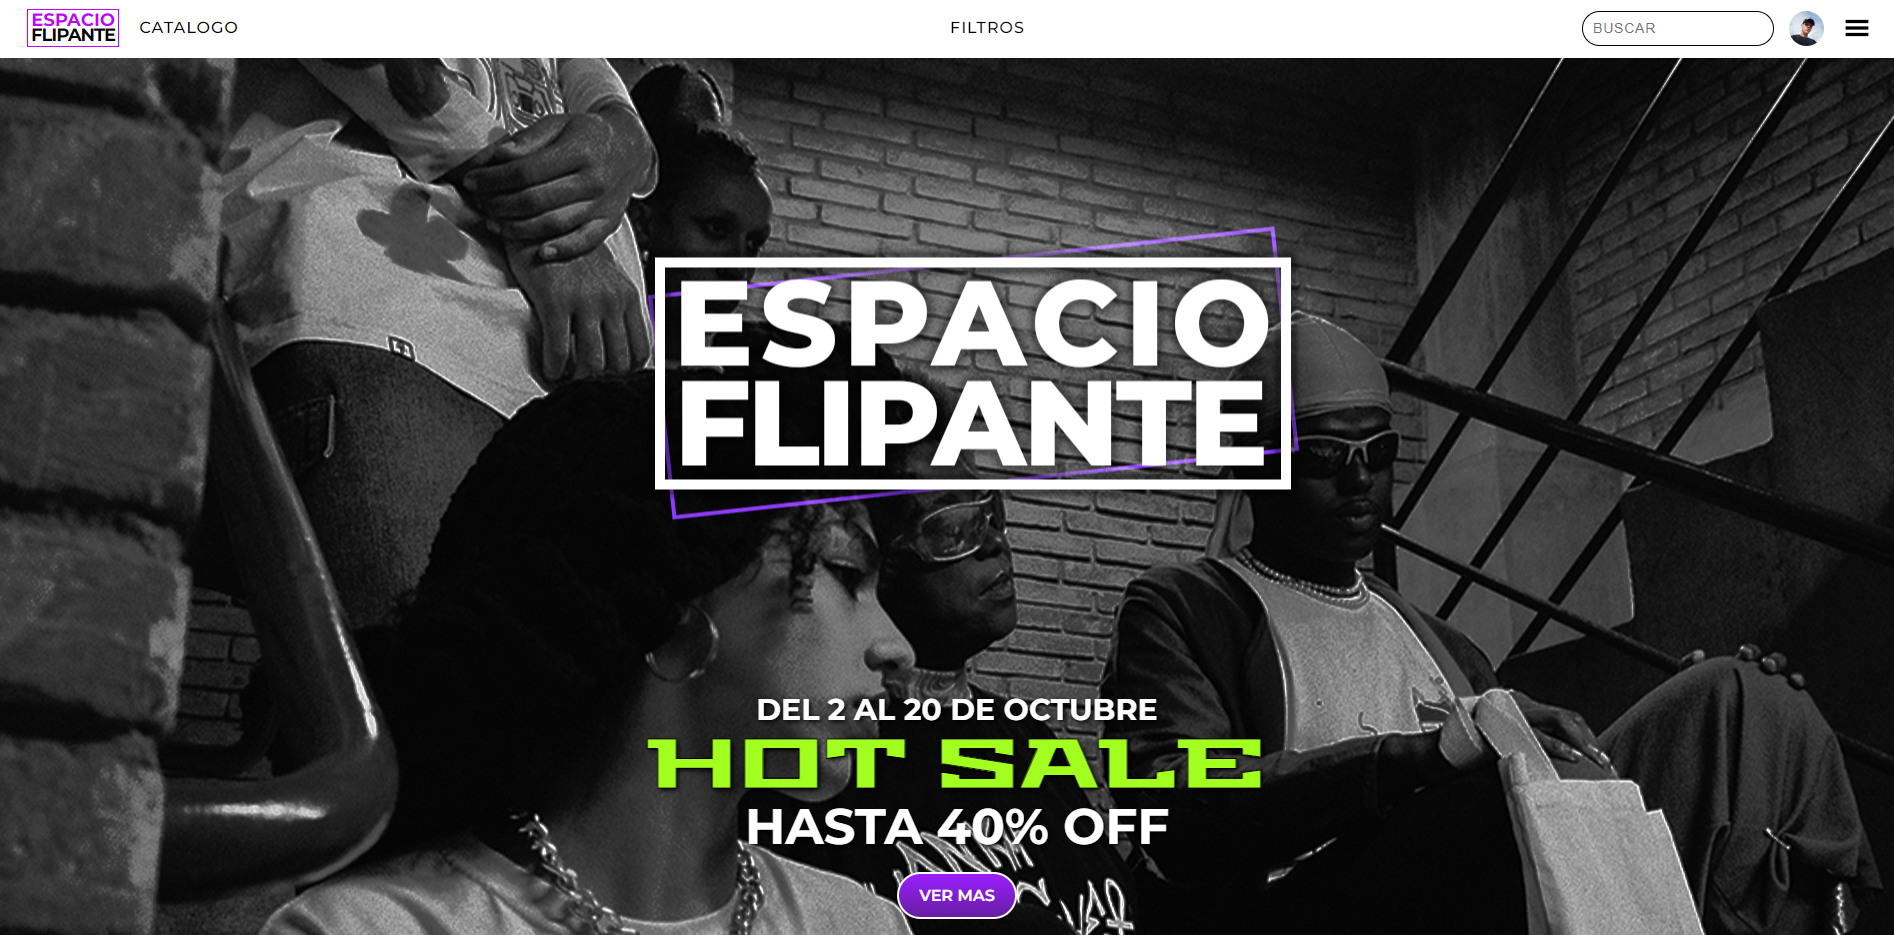 ESPACIO
FLIPANTE
CATALOGO
FILTROS
BUSCAR
ESPACIO
FLIPANTE
DEL 2 AL 20 DE OCTUBRE
HOT SALE
HASTA 40% OFF
VER MAS